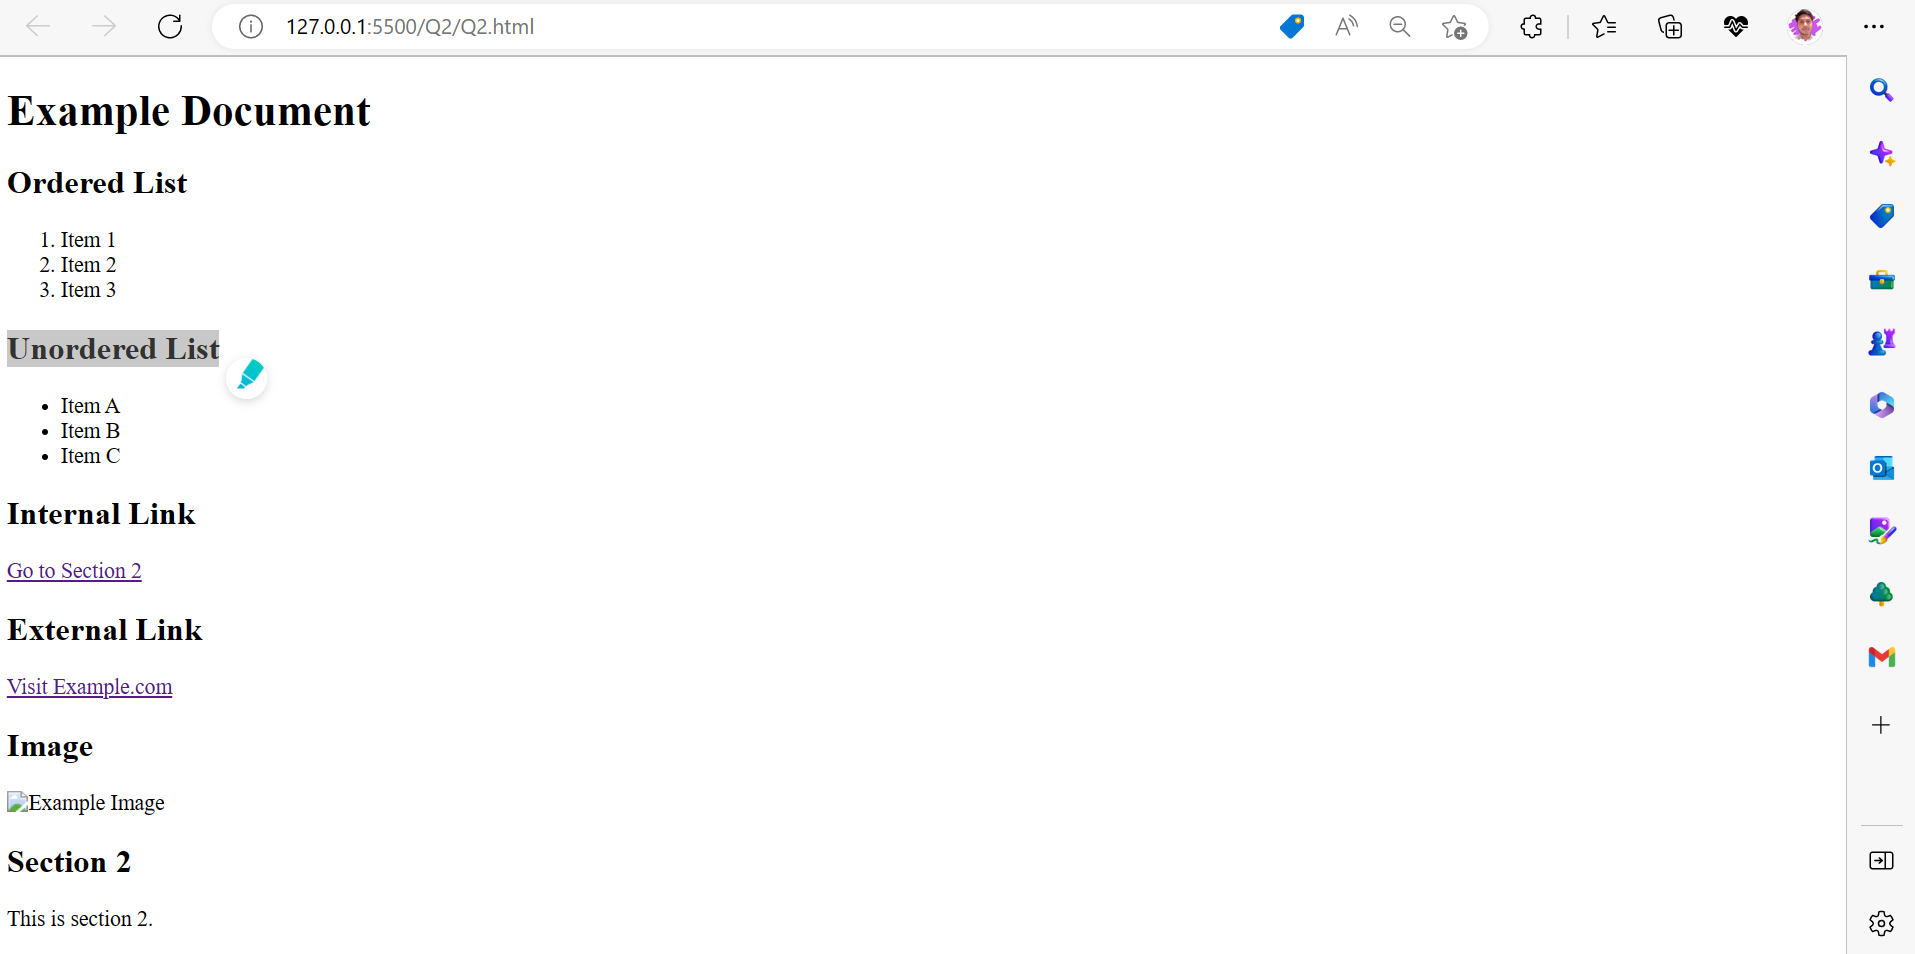 127.0.0.1:5500/Q2/Q2.html
Example Document
Ordered List
1. Item 1
2. Item 2
3. Item 3
Unordered List
• Item A
• Item B
• Item C
Internal Link
Go to Section 2
External Link
Visit Example.com
Image
Example Image
Section 2
This is section 2.